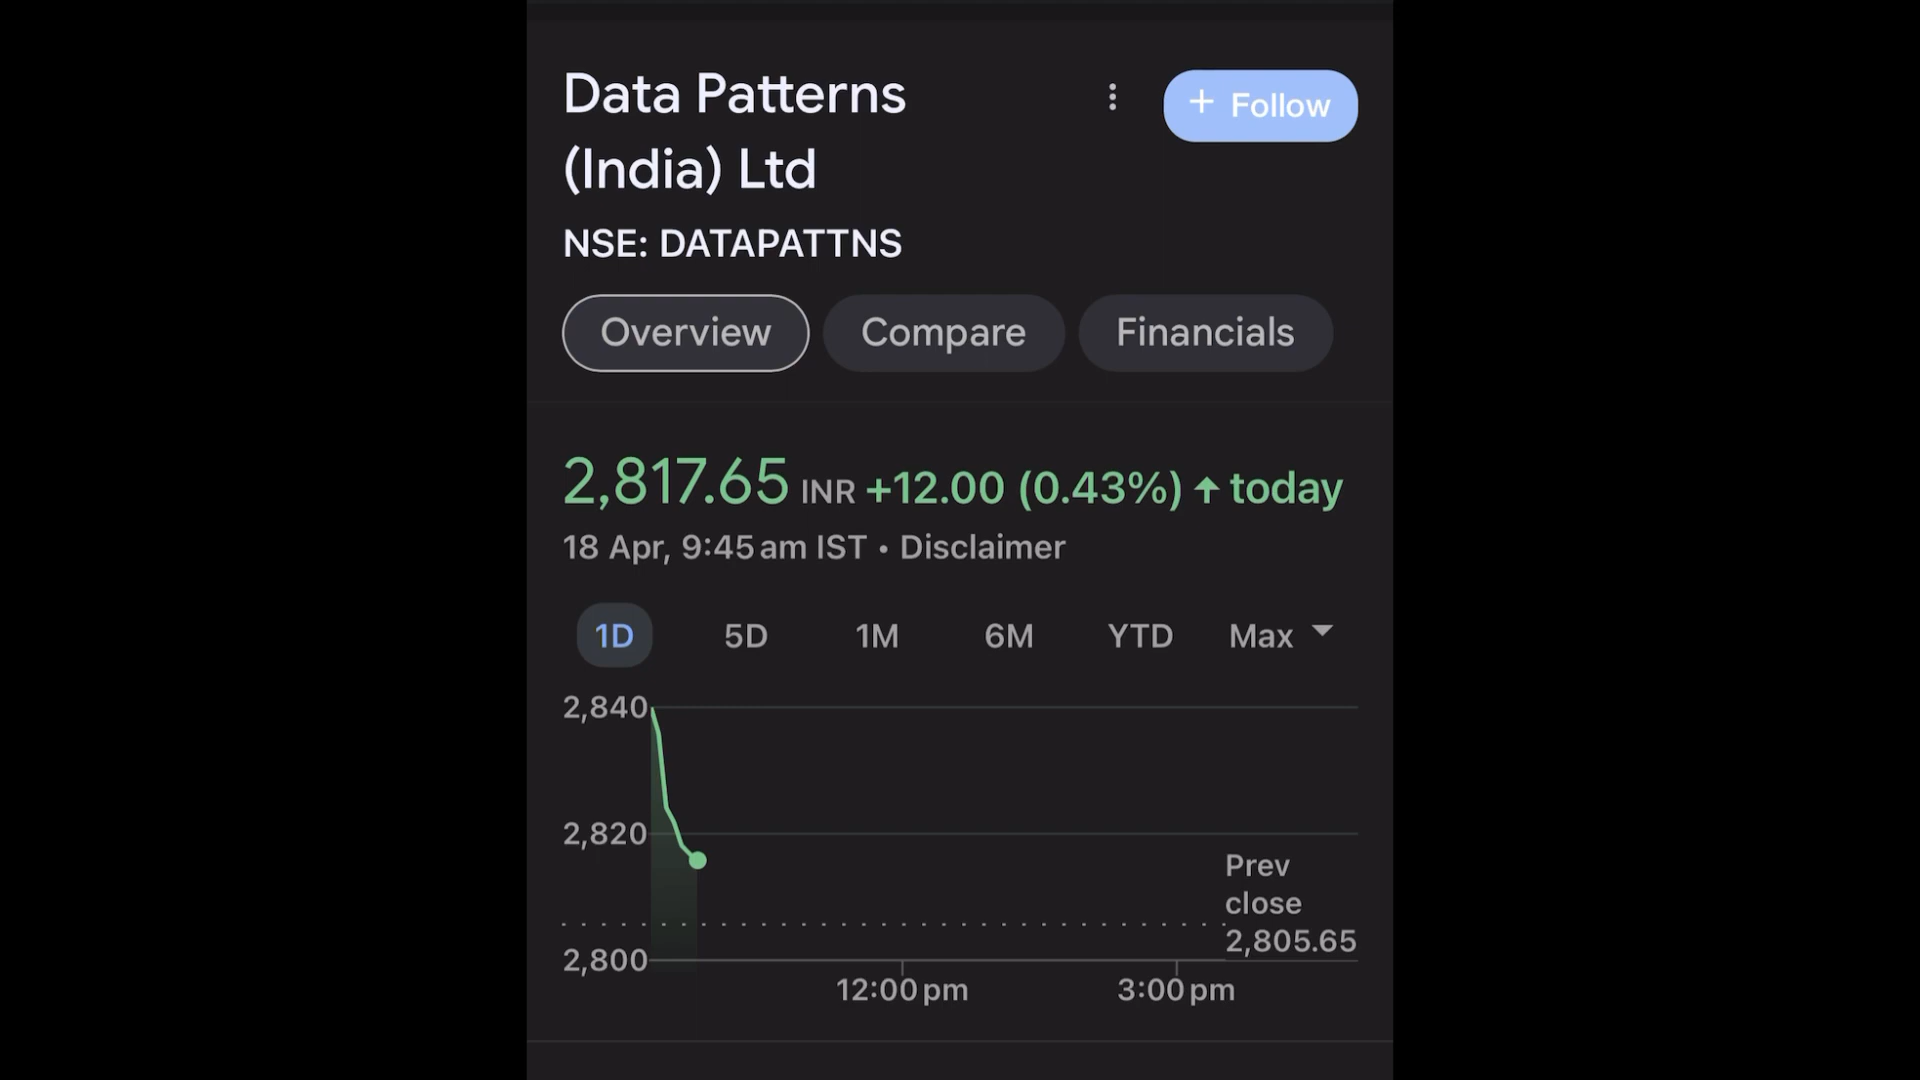 Data Patterns
(India) Ltd
+ Follow
NSE: DATAPATTNS
Overview Compare Financials
2,817.65 INR +12.00 (0.43%) ↑ today
18 Apr, 9:45 am IST • Disclaimer
1D 5D 1M 6M YTD Max
2,840
2,820
2,800
Prev
close
2,805.65
12:00 pm 3:00 pm